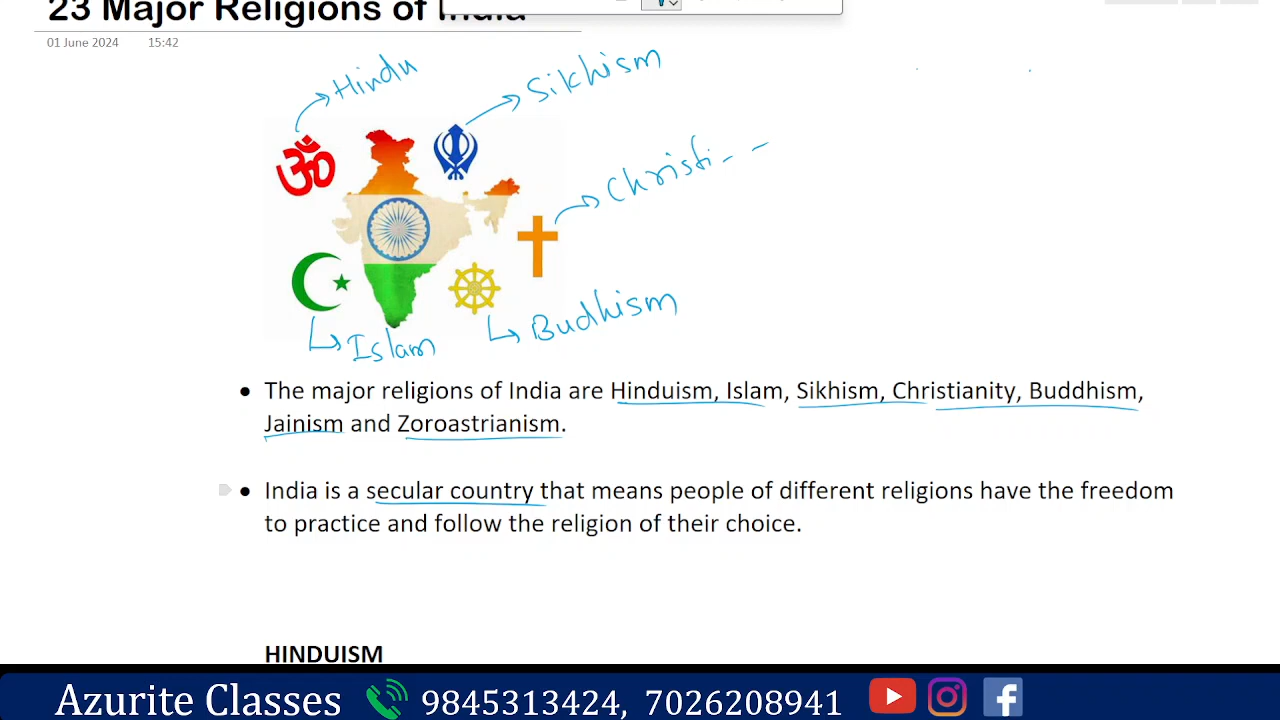 23 Major Religions of India
01 June 2024 15:42
Hindu
Sikhism
Christi--
Islam
Budhism
• The major religions of India are Hinduism, Islam, Sikhism, Christianity, Buddhism,
Jainism and Zoroastrianism.
• India is a secular country that means people of different religions have the freedom
to practice and follow the religion of their choice.
HINDUISM
Azurite Classes 9845313424, 7026208941